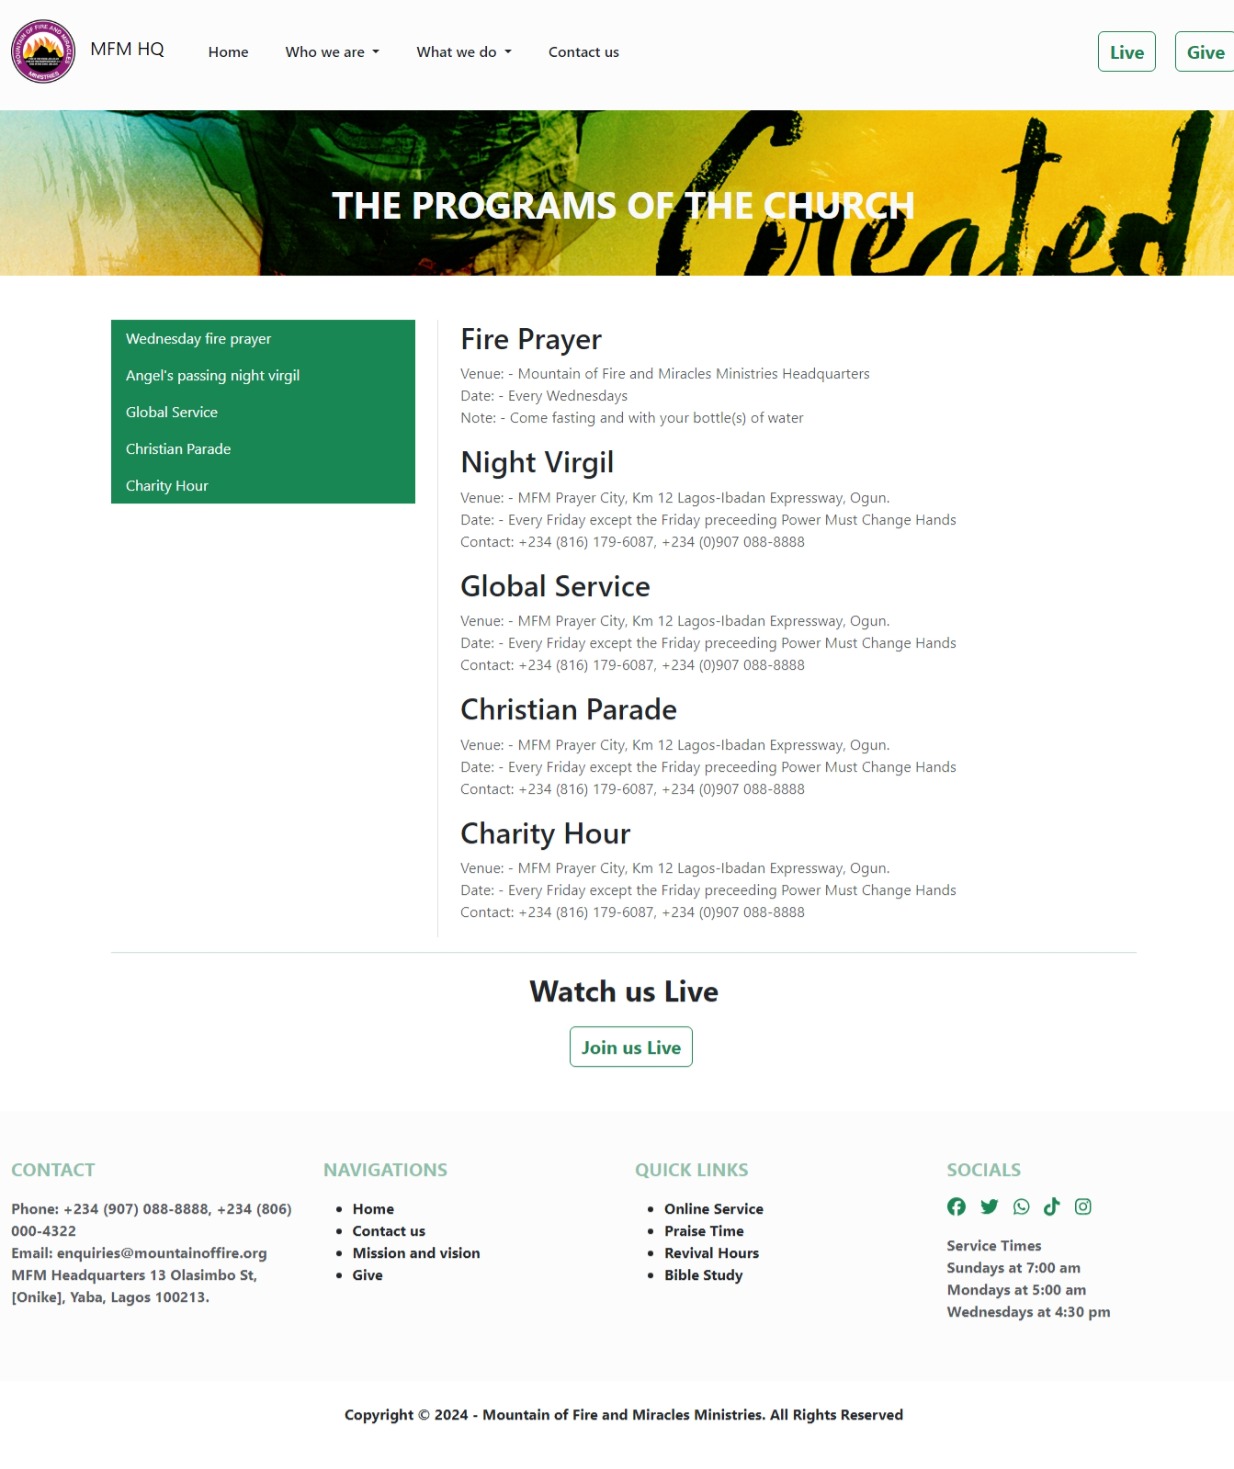 MOUNTAIN OF FIRE AND MIRACLES
MINISTRIES
MFM HQ
Home
Who we are
What we do
Contact us
Live
Give
THE PROGRAMS OF THE CHURCH
Created
Wednesday fire prayer
Angel's passing night virgil
Global Service
Christian Parade
Charity Hour
Fire Prayer
Venue: - Mountain of Fire and Miracles Ministries Headquarters
Date: - Every Wednesdays
Note: - Come fasting and with your bottle(s) of water
Night Virgil
Venue: - MFM Prayer City, Km 12 Lagos-Ibadan Expressway, Ogun.
Date: - Every Friday except the Friday preceeding Power Must Change Hands
Contact: +234 (816) 179-6087, +234 (0)907 088-8888
Global Service
Venue: - MFM Prayer City, Km 12 Lagos-Ibadan Expressway, Ogun.
Date: - Every Friday except the Friday preceeding Power Must Change Hands
Contact: +234 (816) 179-6087, +234 (0)907 088-8888
Christian Parade
Venue: - MFM Prayer City, Km 12 Lagos-Ibadan Expressway, Ogun.
Date: - Every Friday except the Friday preceeding Power Must Change Hands
Contact: +234 (816) 179-6087, +234 (0)907 088-8888
Charity Hour
Venue: - MFM Prayer City, Km 12 Lagos-Ibadan Expressway, Ogun.
Date: - Every Friday except the Friday preceeding Power Must Change Hands
Contact: +234 (816) 179-6087, +234 (0)907 088-8888
Watch us Live
Join us Live
CONTACT
Phone: +234 (907) 088-8888, +234 (806)
000-4322
Email: enquiries@mountainoffire.org
MFM Headquarters 13 Olasimbo St,
[Onike], Yaba, Lagos 100213.
NAVIGATIONS
Home
Contact us
Mission and vision
Give
QUICK LINKS
Online Service
Praise Time
Revival Hours
Bible Study
SOCIALS
Service Times
Sundays at 7:00 am
Mondays at 5:00 am
Wednesdays at 4:30 pm
Copyright © 2024 - Mountain of Fire and Miracles Ministries. All Rights Reserved